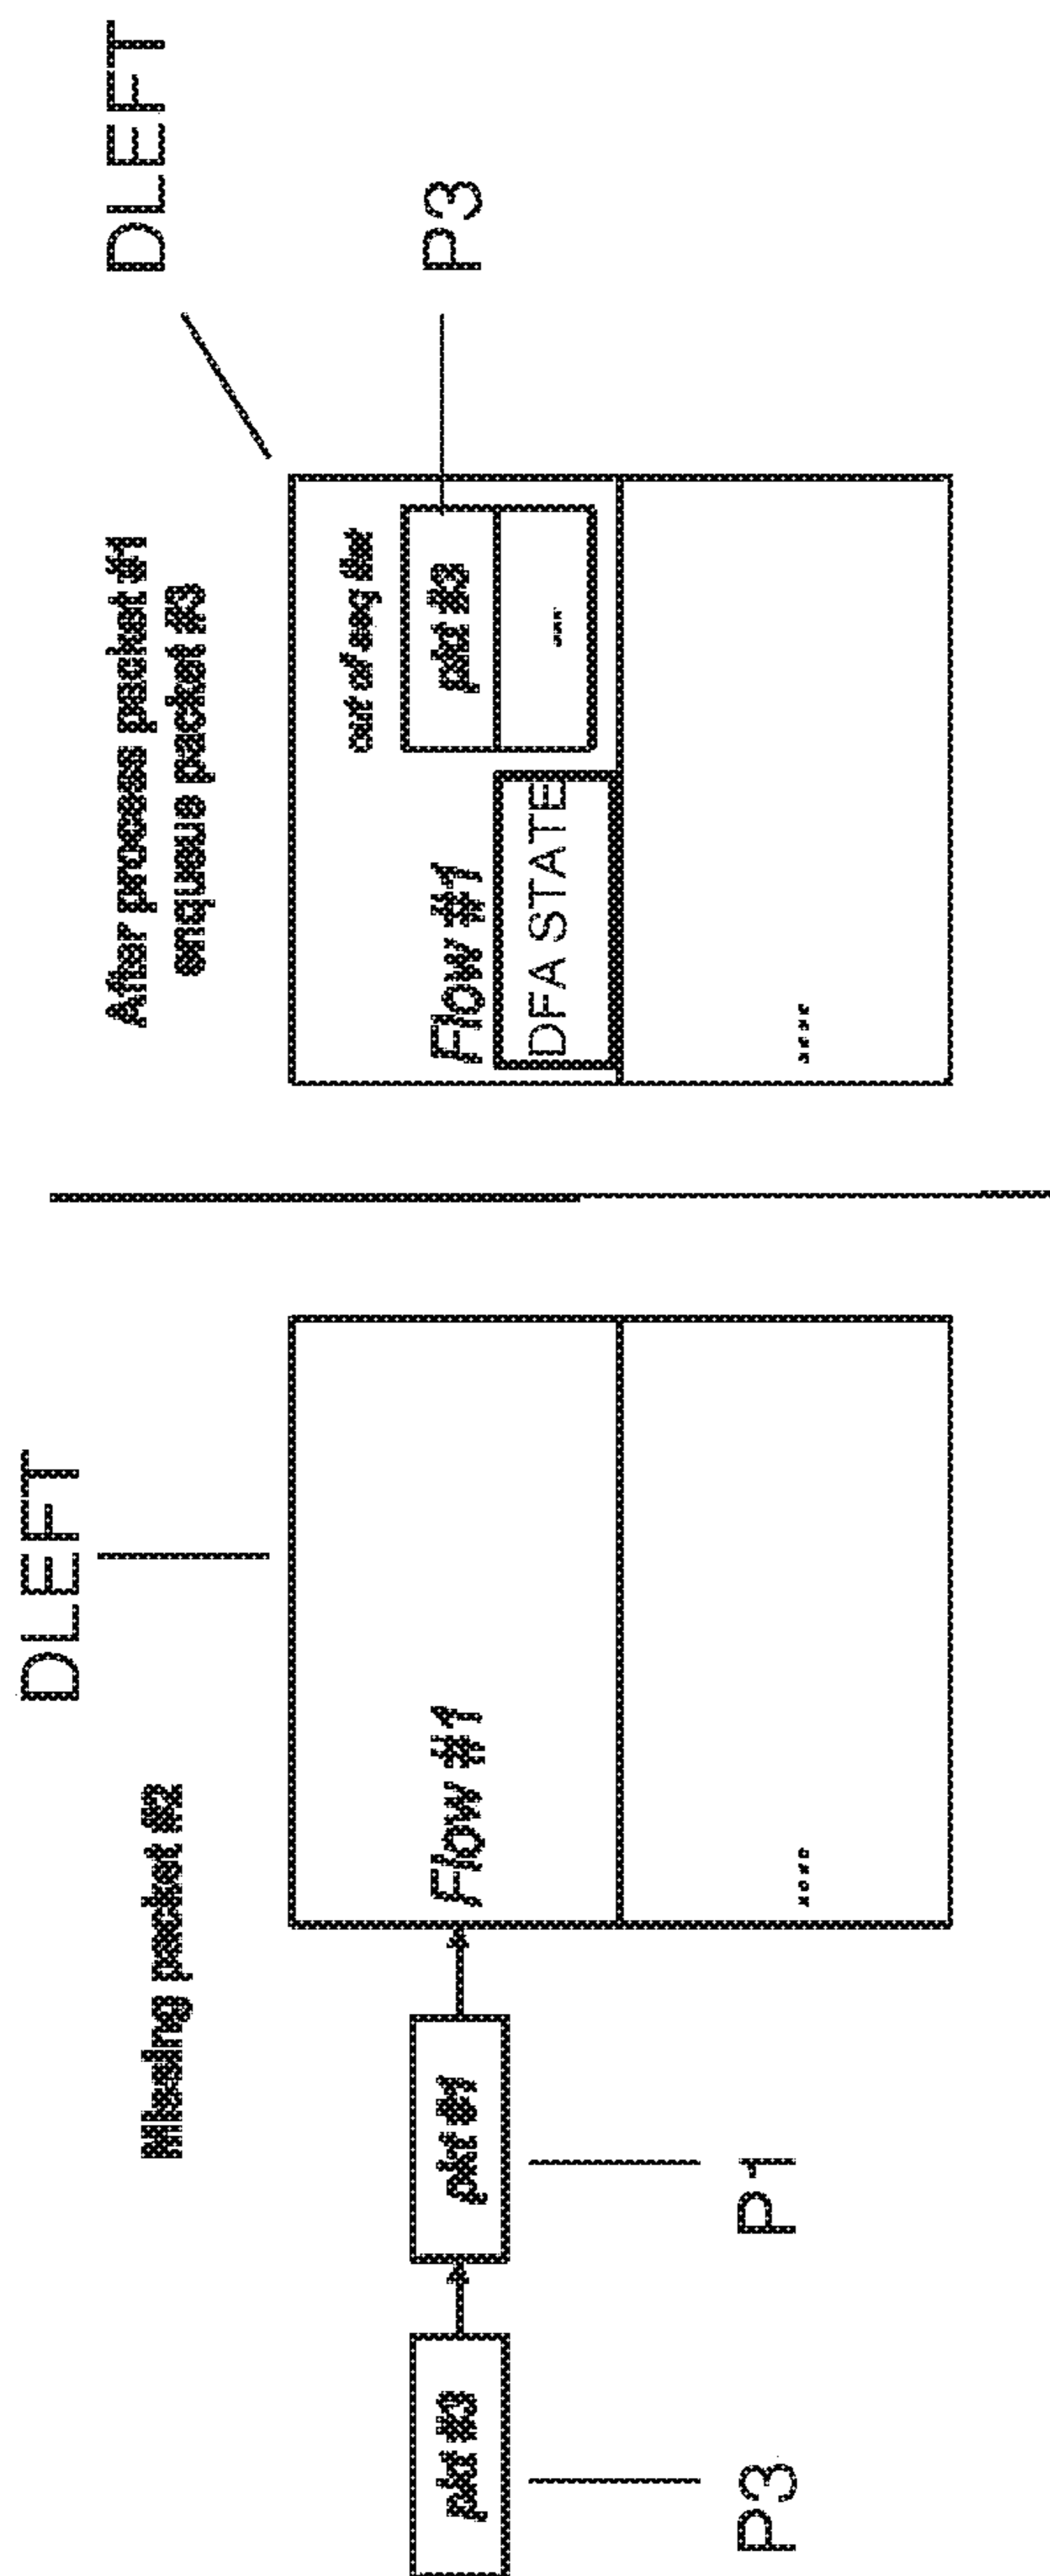 Missing packet #2
DLEFT
Flow #1
pkt #3
pkt #1
....
P3
P1
After process packet #1
enqueue packet #3
DLEFT
out of seq list
Flow #1
pkt #3
P3
DFA STATE
...
....